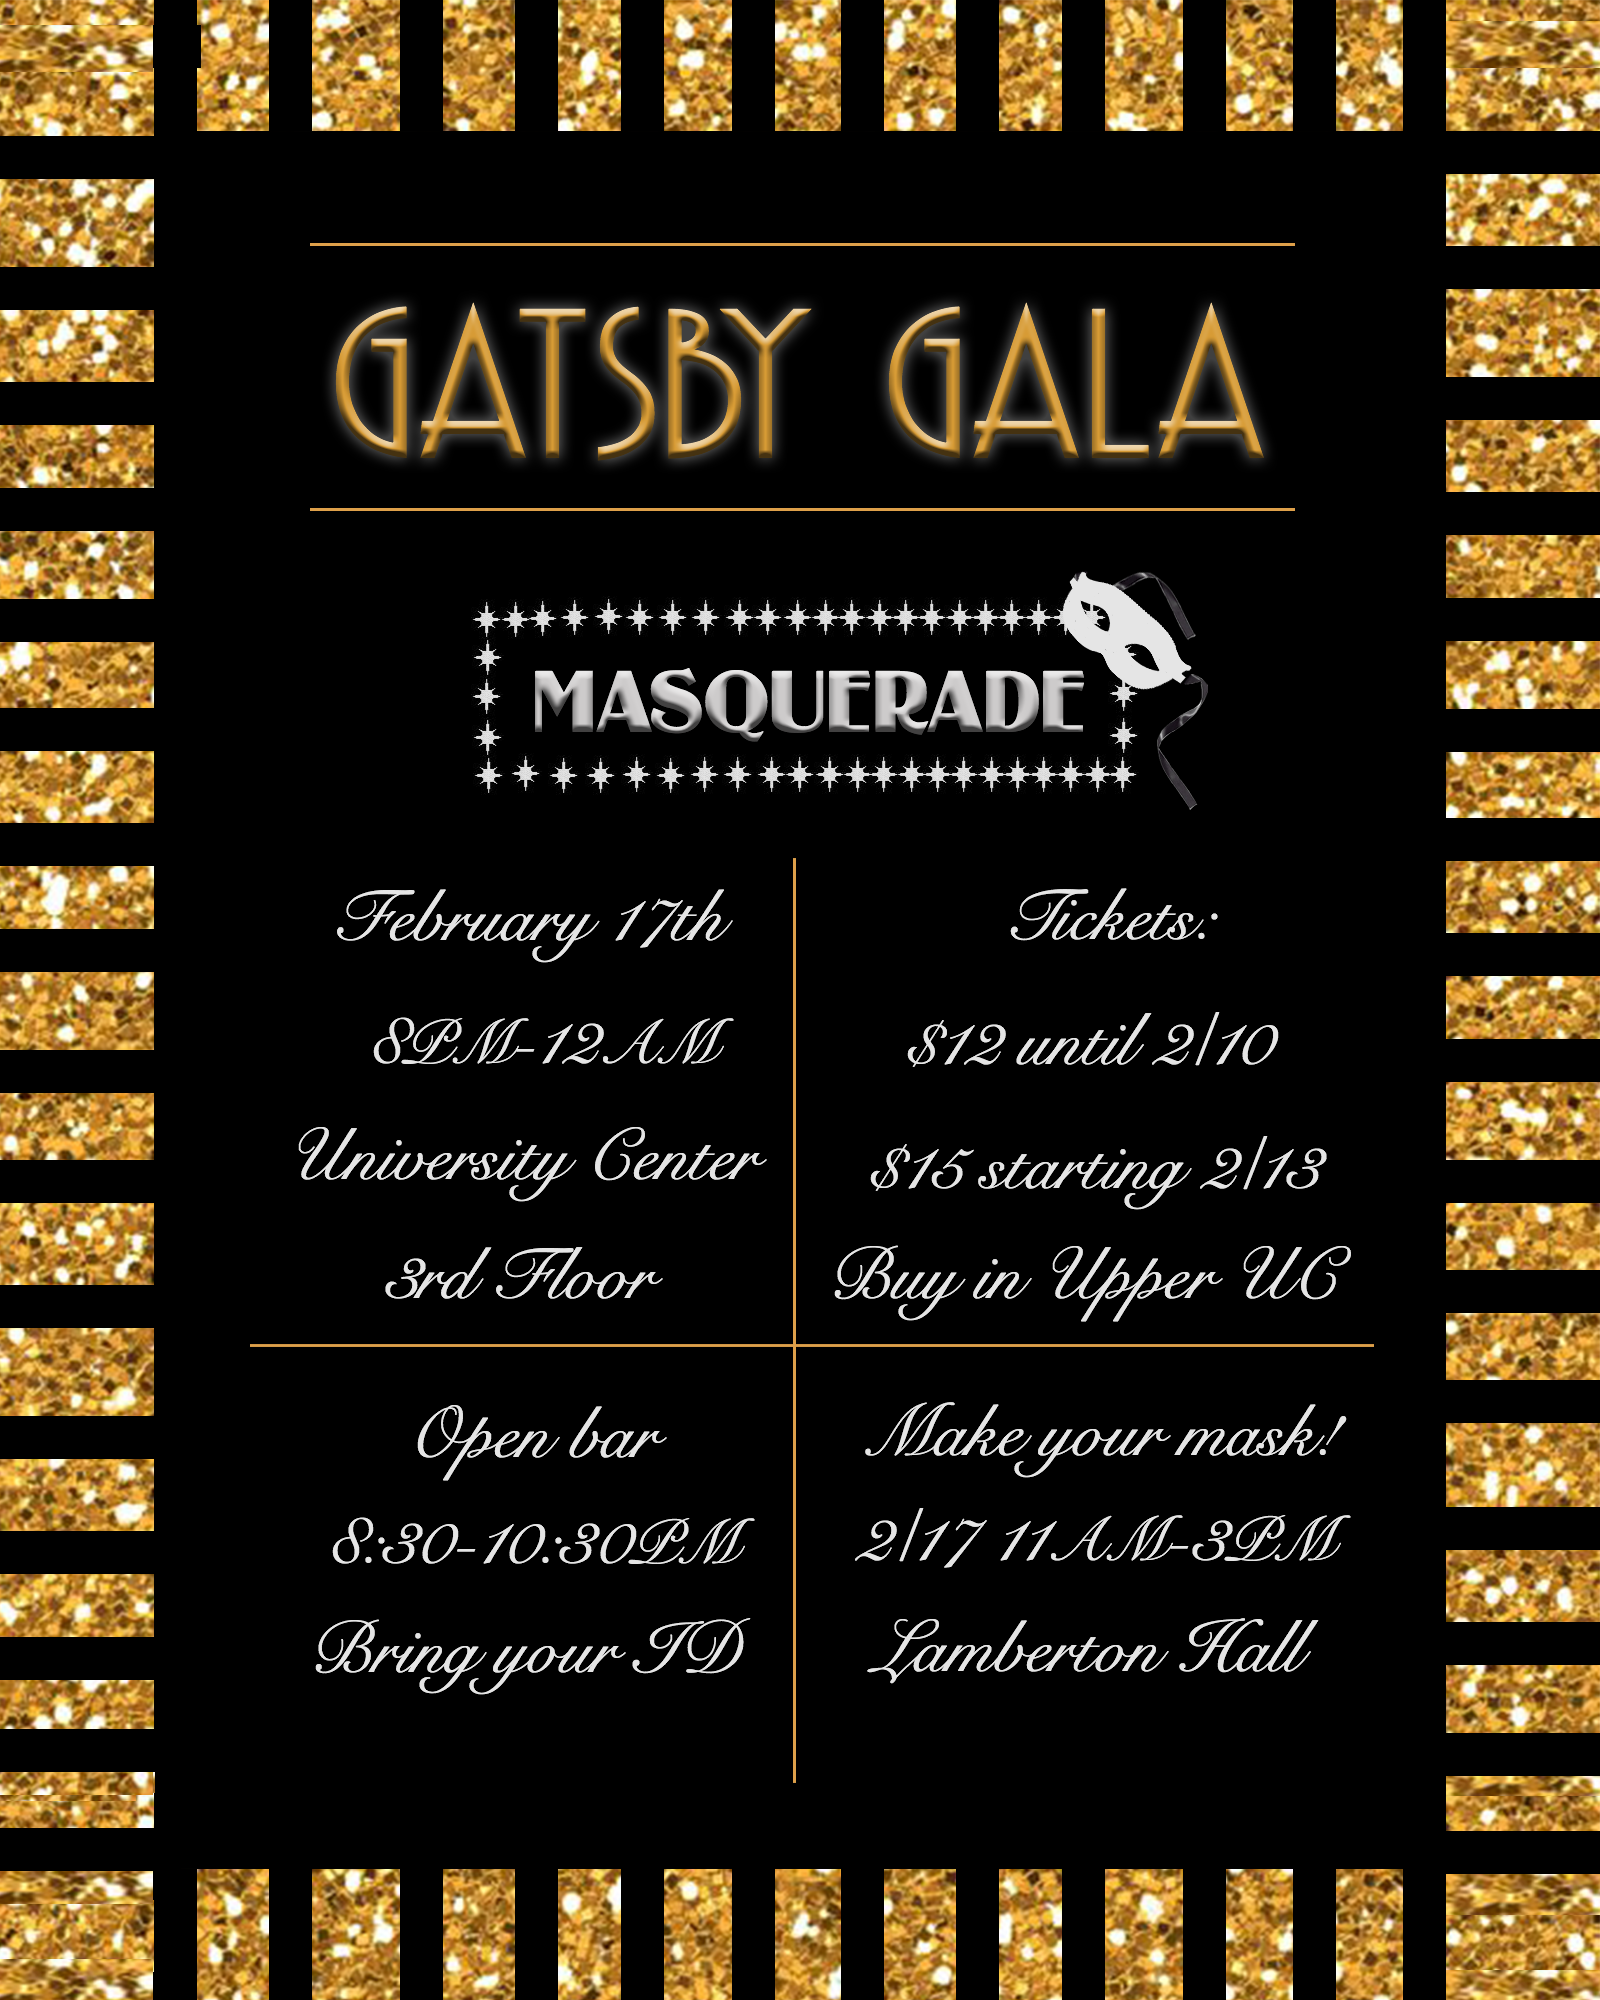 GATSBY GALA
MASQUERADE
February 17th
8PM-12AM
University Center
3rd Floor
Tickets:
$12 until 2/10
$15 starting 2/13
Buy in Upper UC
Open bar
8:30-10:30PM
Bring your ID
Make your mask!
2/17 11AM-3PM
Lamberton Hall